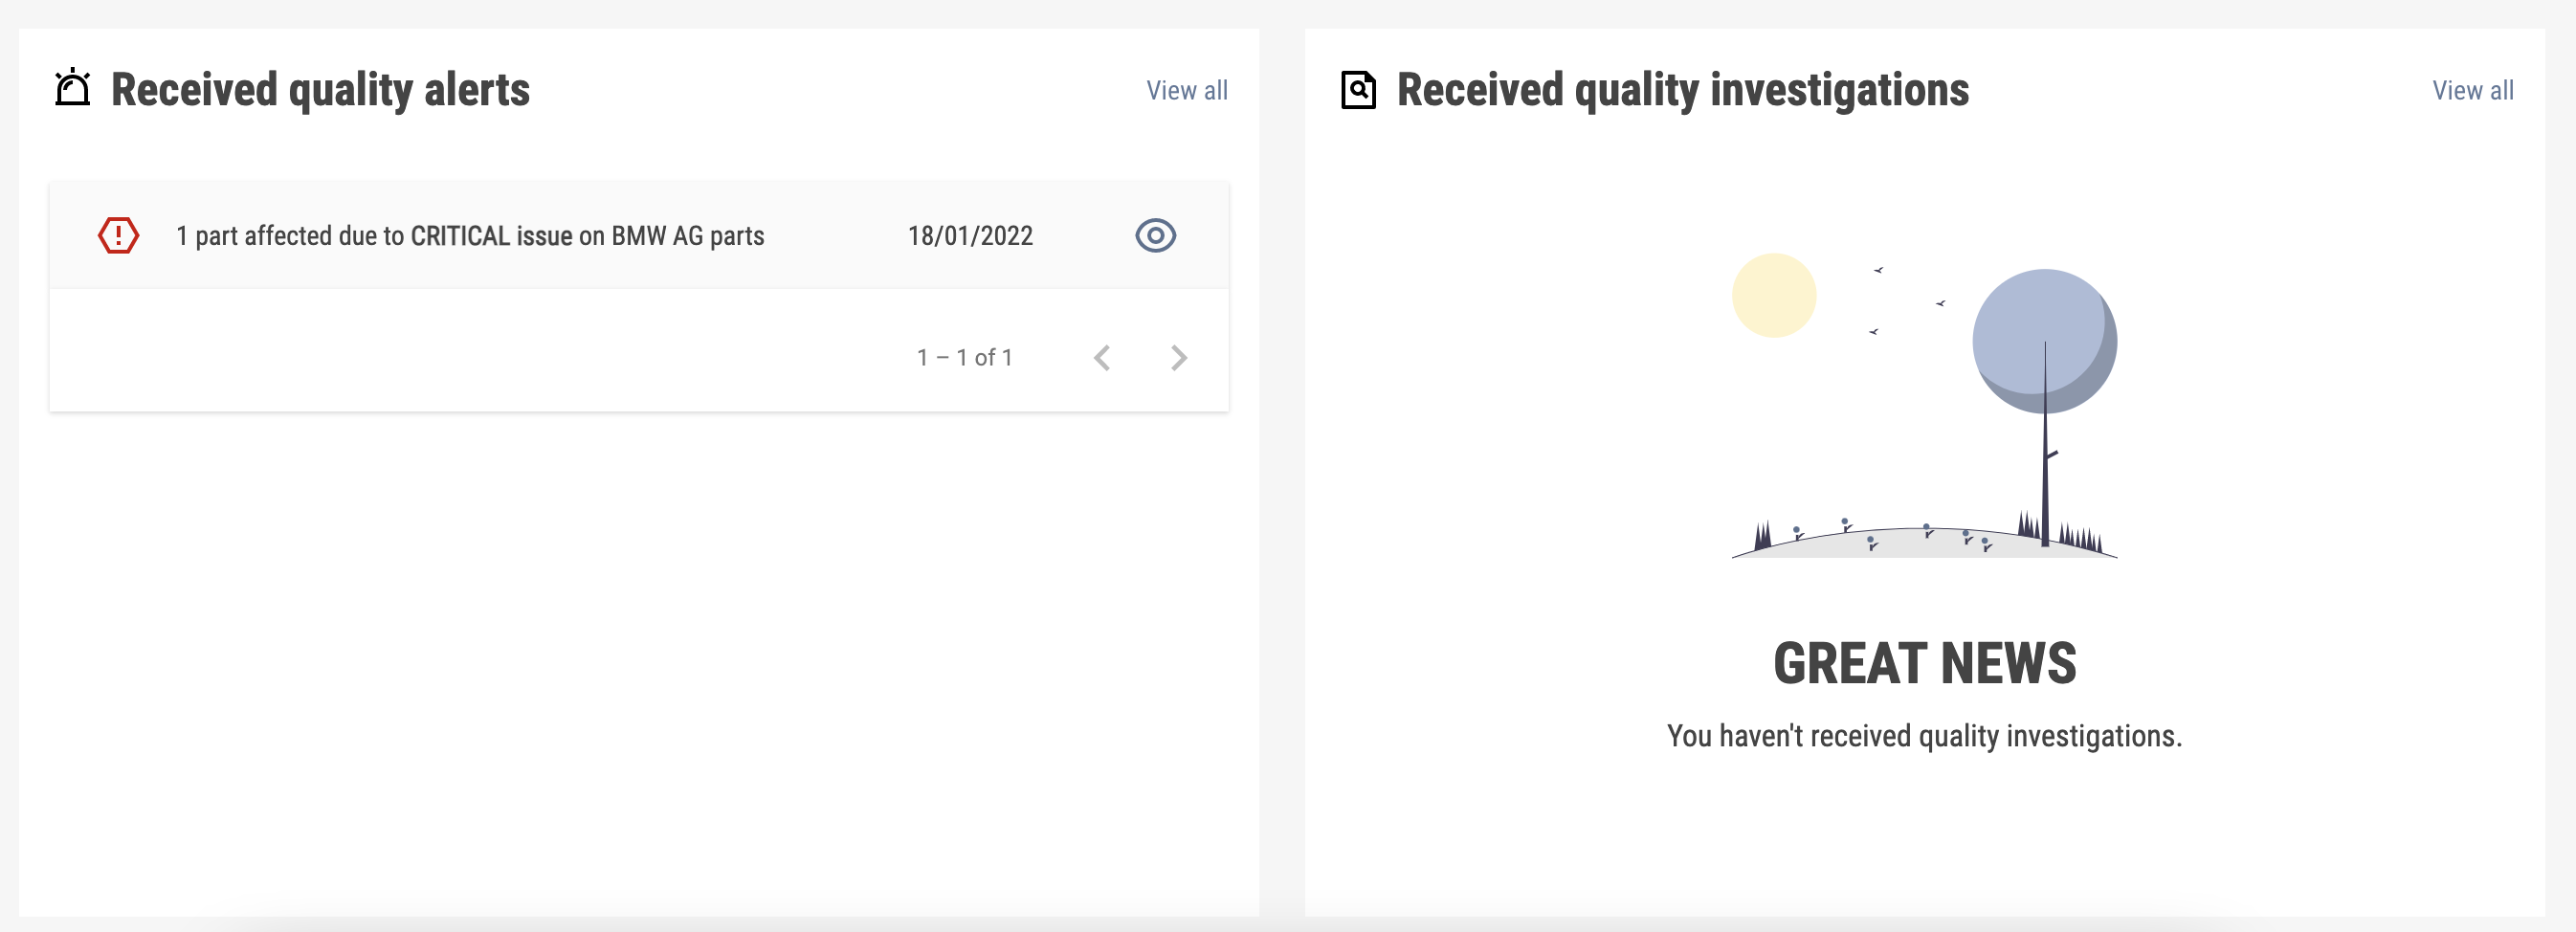 Received quality alerts
View all
1 part affected due to CRITICAL issue on BMW AG parts
18/01/2022
1 – 1 of 1
Received quality investigations
View all
GREAT NEWS
You haven't received quality investigations.